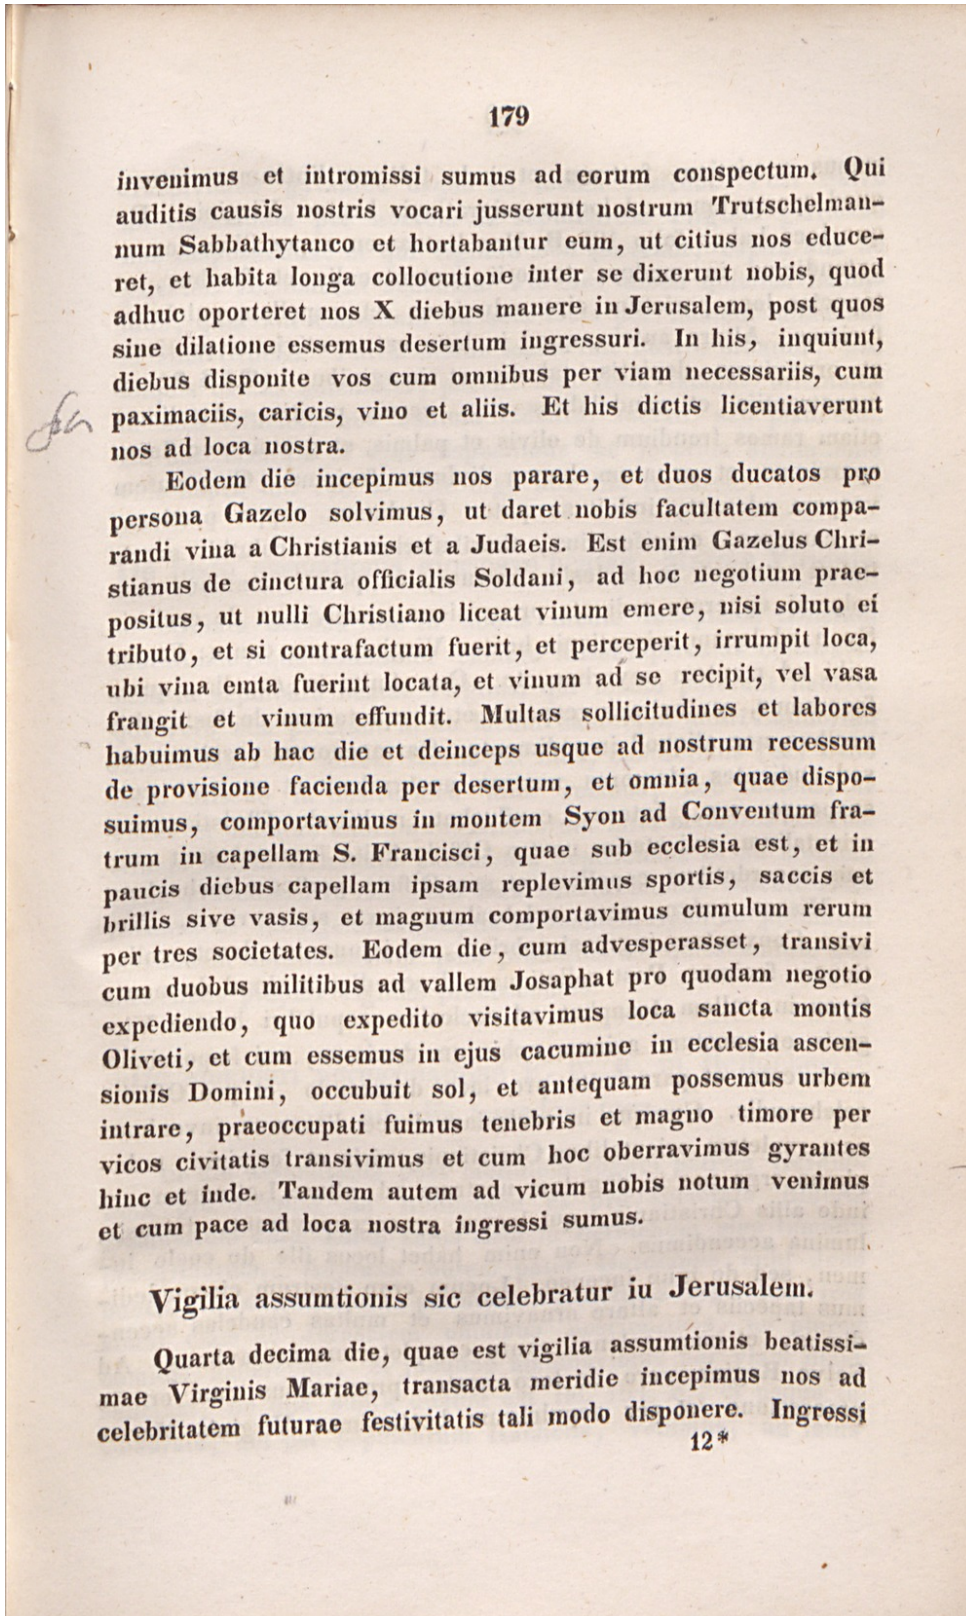 179
invenimus et intromissi sumus ad eorum conspectum. Qui
auditis causis nostris vocari jusserunt nostrum Trutschelman-
num Sabbathytanco et hortabantur eum, ut citius nos educe-
ret, et habita longa collocutione inter se dixerunt nobis, quod
adhuc oporteret nos X diebus manere in Jerusalem, post quos
sine dilatione essemus desertum ingressuri. In his, inquiunt,
diebus disponite vos cum omnibus per viam necessariis, cum
paximaciis, caricis, vino et aliis. Et his dictis licentiaverunt
nos ad loca nostra.
Eodem die incepimus nos parare, et duos ducatos pro
persona Gazelo solvimus, ut daret nobis facultatem compa-
randi vina a Christianis et a Judaeis. Est enim Gazelus Chri-
stianus de cinctura officialis Soldani, ad hoc negotium prae-
positus, ut nulli Christiano liceat vinum emere, nisi soluto ei
tributo, et si contrafactum fuerit, et perceperit, irrumpit loca,
ubi vina emta fuerint locata, et vinum ad se recipit, vel vasa
frangit et vinum effundit. Multas sollicitudines et labores
habuimus ab hac die et deinceps usque ad nostrum recessum
de provisione facienda per desertum, et omnia, quae dispo-
suimus, comportavimus in montem Syon ad Conventum fra-
trum in capellam S. Francisci, quae sub ecclesia est, et in
paucis diebus capellam ipsam replevimus sportis, saccis et
brillis sive vasis, et magnum comportavimus cumulum rerum
per tres societates. Eodem die, cum advesperasset, transivi
cum duobus militibus ad vallem Josaphat pro quodam negotio
expediendo, quo expedito visitavimus loca sancta montis
Oliveti, et cum essemus in ejus cacumine in ecclesia ascen-
sionis Domini, occubuit sol, et antequam possemus urbem
intrare, praeoccupati fuimus tenebris et magno timore per
vicos civitatis transivimus et cum hoc oberravimus gyrantes
hinc et inde. Tandem autem ad vicum nobis notum venimus
et cum pace ad loca nostra ingressi sumus.
Vigilia assumtionis sic celebratur iu Jerusalem.
Quarta decima die, quae est vigilia assumtionis beatissi-
mae Virginis Mariae, transacta meridie incepimus nos ad
celebritatem futurae festivitatis tali modo disponere. Ingressi
12*